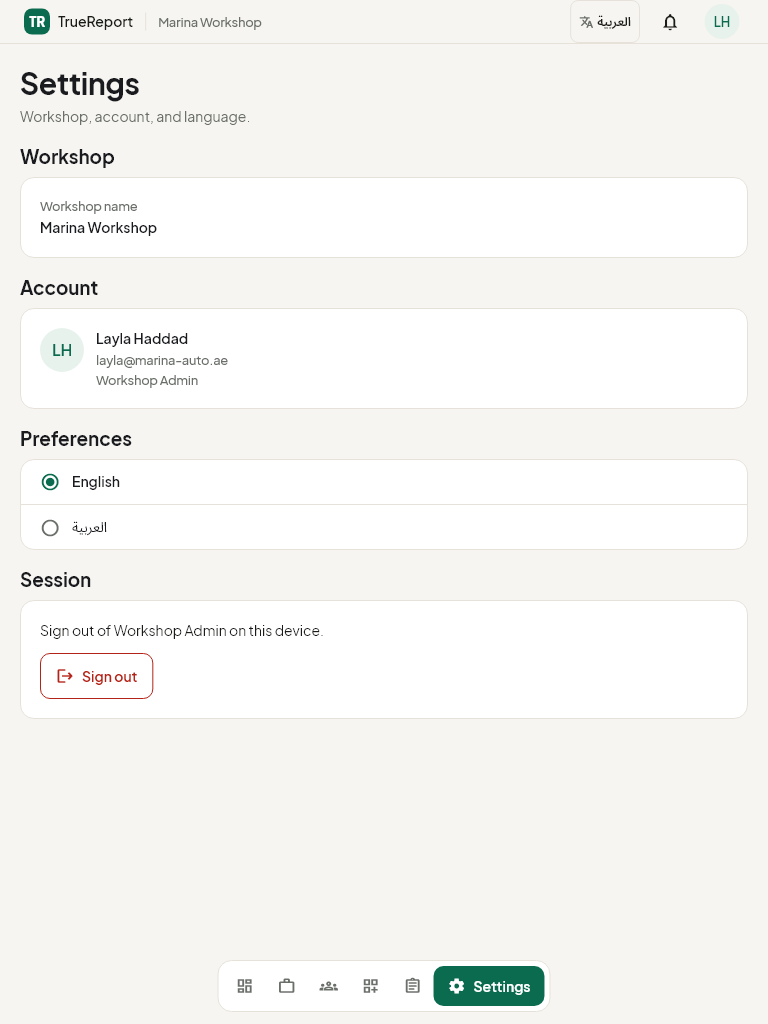 TR TrueReport Marina Workshop العربية LH
Settings
Workshop, account, and language.
Workshop
Workshop name
Marina Workshop
Account
LH
Layla Haddad
layla@marina-auto.ae
Workshop Admin
Preferences
English
العربية
Session
Sign out of Workshop Admin on this device.
Sign out
Settings